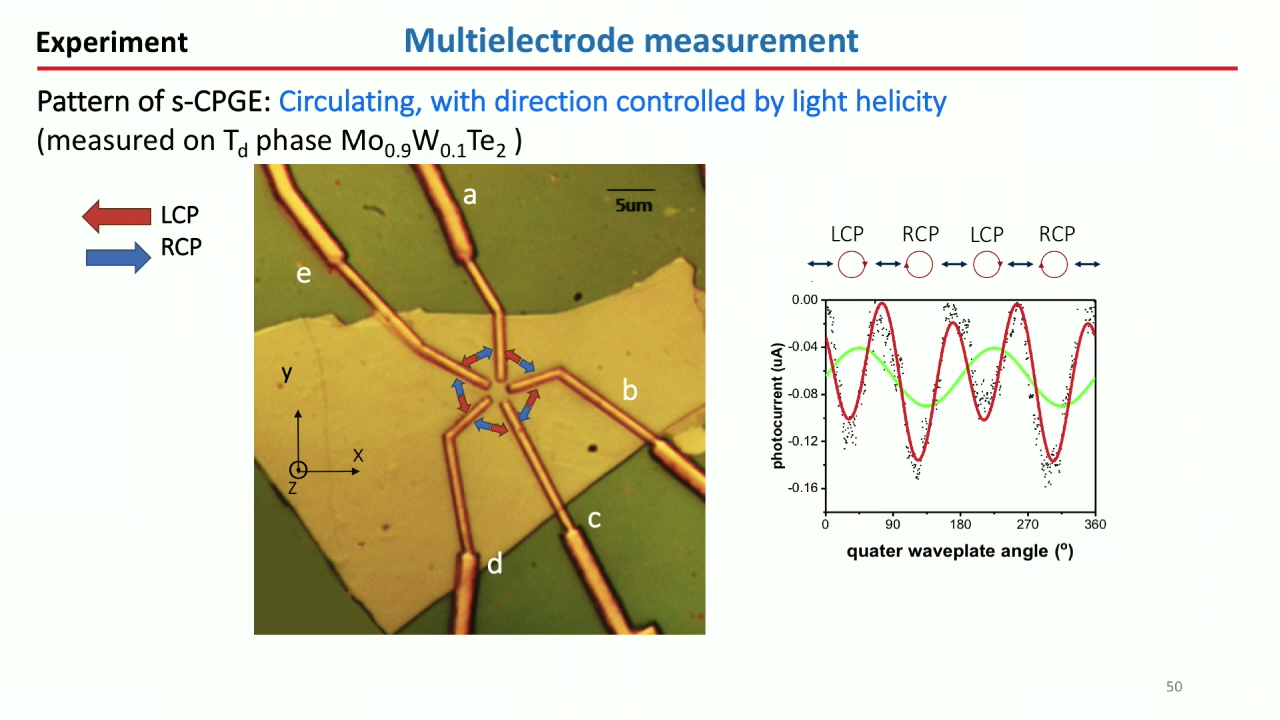 Experiment
Multielectrode measurement
Pattern of s-CPGE: Circulating, with direction controlled by light helicity
(measured on Td phase Mo0.9W0.1Te2 )
LCP
RCP
a
5um
e
b
y
x
z
c
d
LCP RCP LCP RCP
0.00
-0.04
-0.08
-0.12
-0.16
photocurrent (uA)
0 90 180 270 360
quater waveplate angle (º)
50